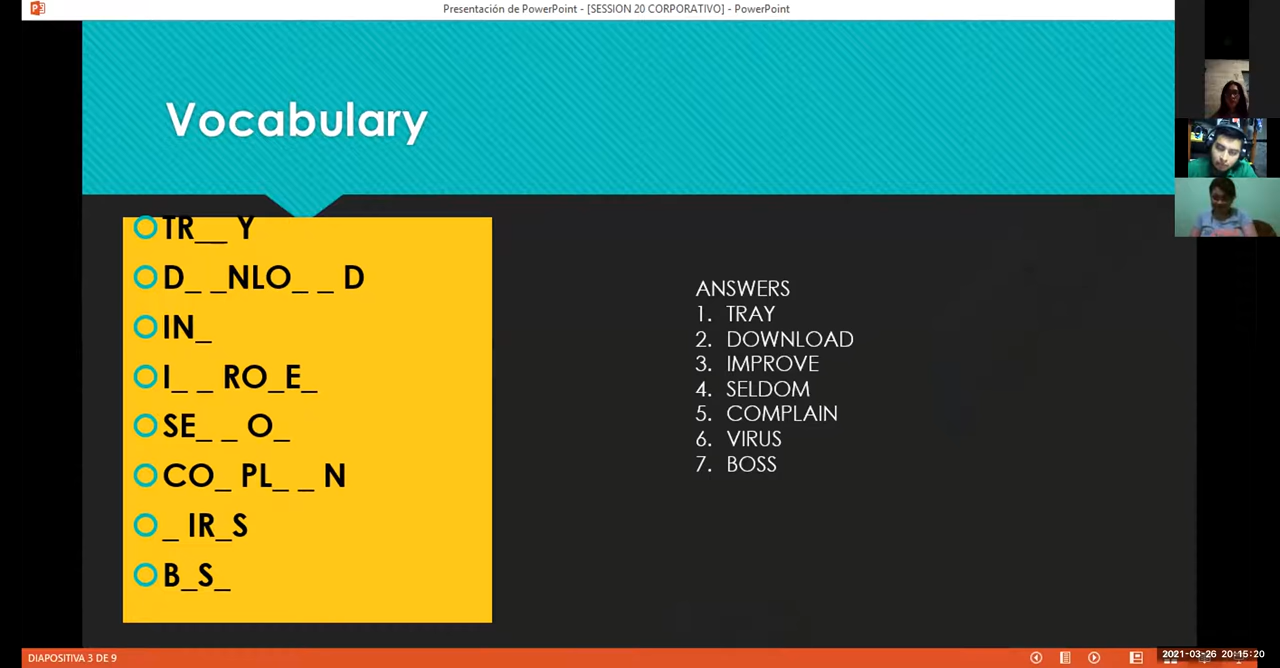 Presentación de PowerPoint - [SESSION 20 CORPORATIVO] - PowerPoint
Vocabulary
TR__ Y
D_ _NLO_ _ D
IN_
I_ _ RO_E_
SE_ _ O_
CO_ PL_ _ N
_ IR_S
B_S_
ANSWERS
1. TRAY
2. DOWNLOAD
3. IMPROVE
4. SELDOM
5. COMPLAIN
6. VIRUS
7. BOSS
DIAPOSITIVA 3 DE 9
2021-03-26 20:15:20